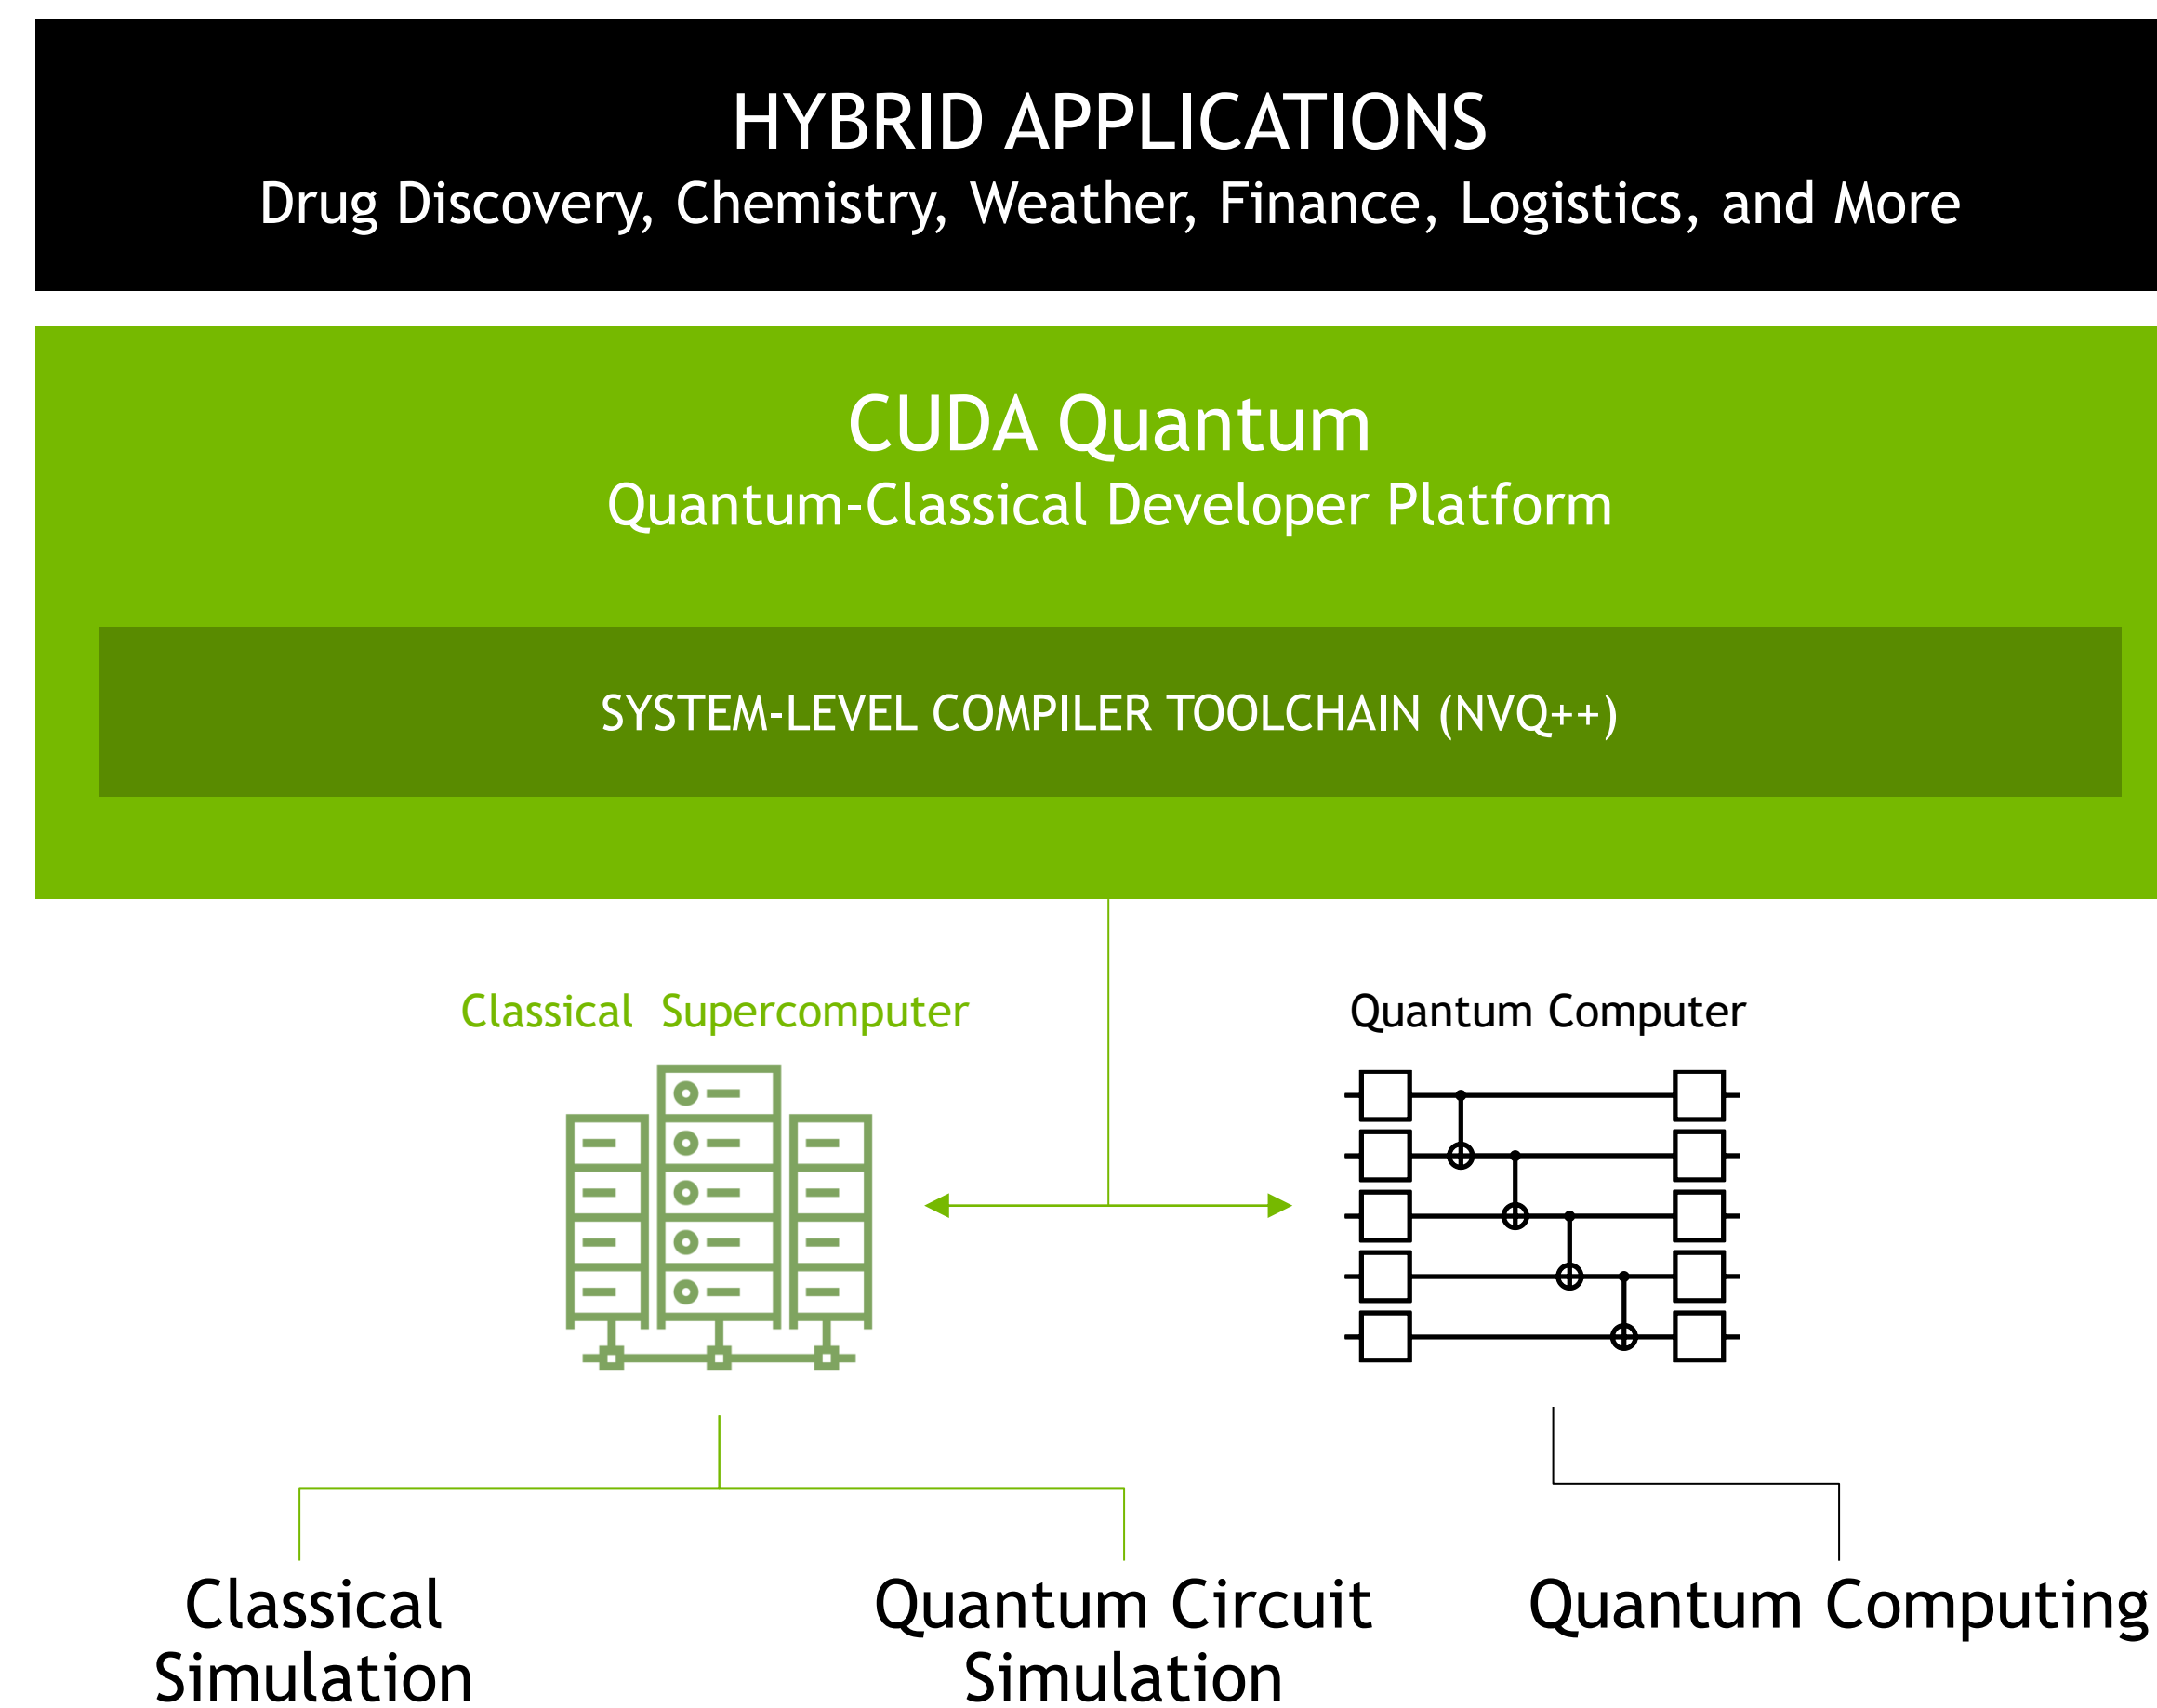 HYBRID APPLICATIONS
Drug Discovery, Chemistry, Weather, Finance, Logistics, and More
CUDA Quantum
Quantum-Classical Developer Platform
SYSTEM-LEVEL COMPILER TOOLCHAIN (NVQ++)
Classical Supercomputer
Quantum Computer
Classical
Simulation
Quantum Circuit
Simulation
Quantum Computing